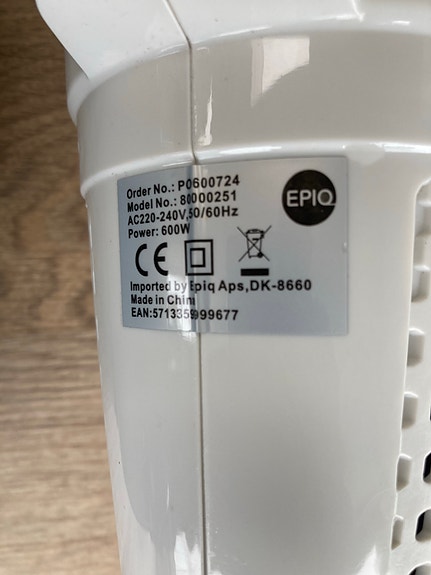 Order No.: P0600724
Model No.: 80000251
AC220-240V,50/60Hz
Power: 600W
EPIQ
CE
Imported by Epiq Aps,DK-8660
Made in China
EAN:5713359999677